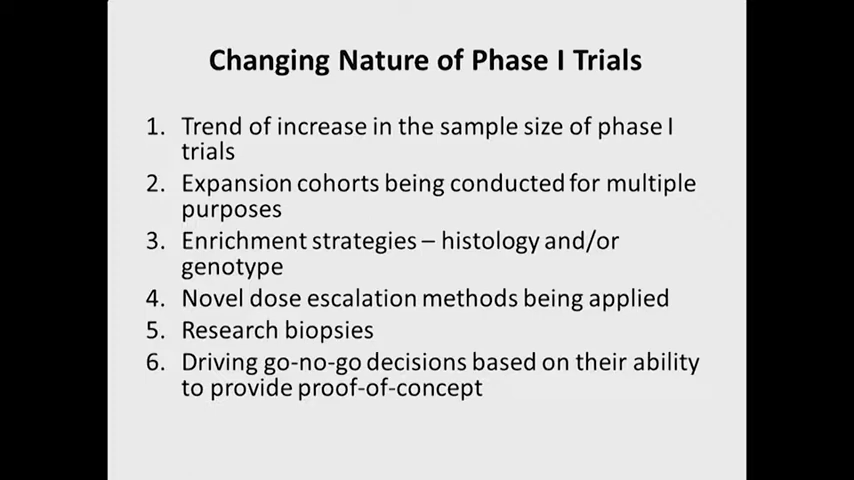 Changing Nature of Phase I Trials
1. Trend of increase in the sample size of phase I
trials
2. Expansion cohorts being conducted for multiple
purposes
3. Enrichment strategies – histology and/or
genotype
4. Novel dose escalation methods being applied
5. Research biopsies
6. Driving go-no-go decisions based on their ability
to provide proof-of-concept